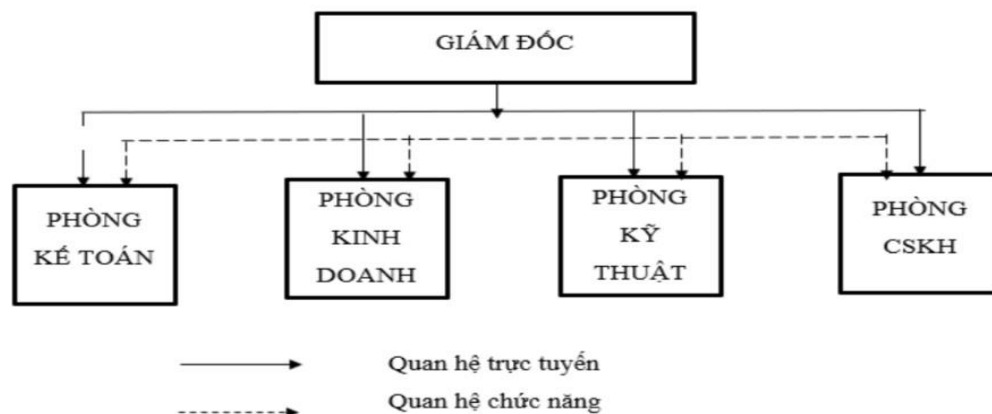 GIÁM ĐỐC
PHÒNG
KẾ TOÁN
PHÒNG
KINH
DOANH
PHÒNG
KỸ
THUẬT
PHÒNG
CSKH
Quan hệ trực tuyến
Quan hệ chức năng